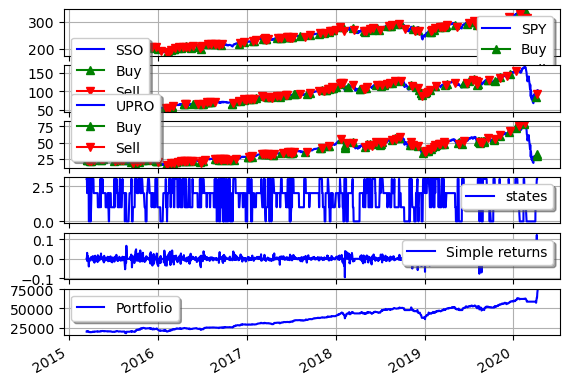 300
200
SPY
Buy
SSO
Buy
Sell
150
100
50
UPRO
Buy
Sell
75
50
25
2.5
0.0
states
0.1
0.0
−0.1
Simple returns
75000
50000
25000
Portfolio
2015
2016
2017
2018
2019
2020